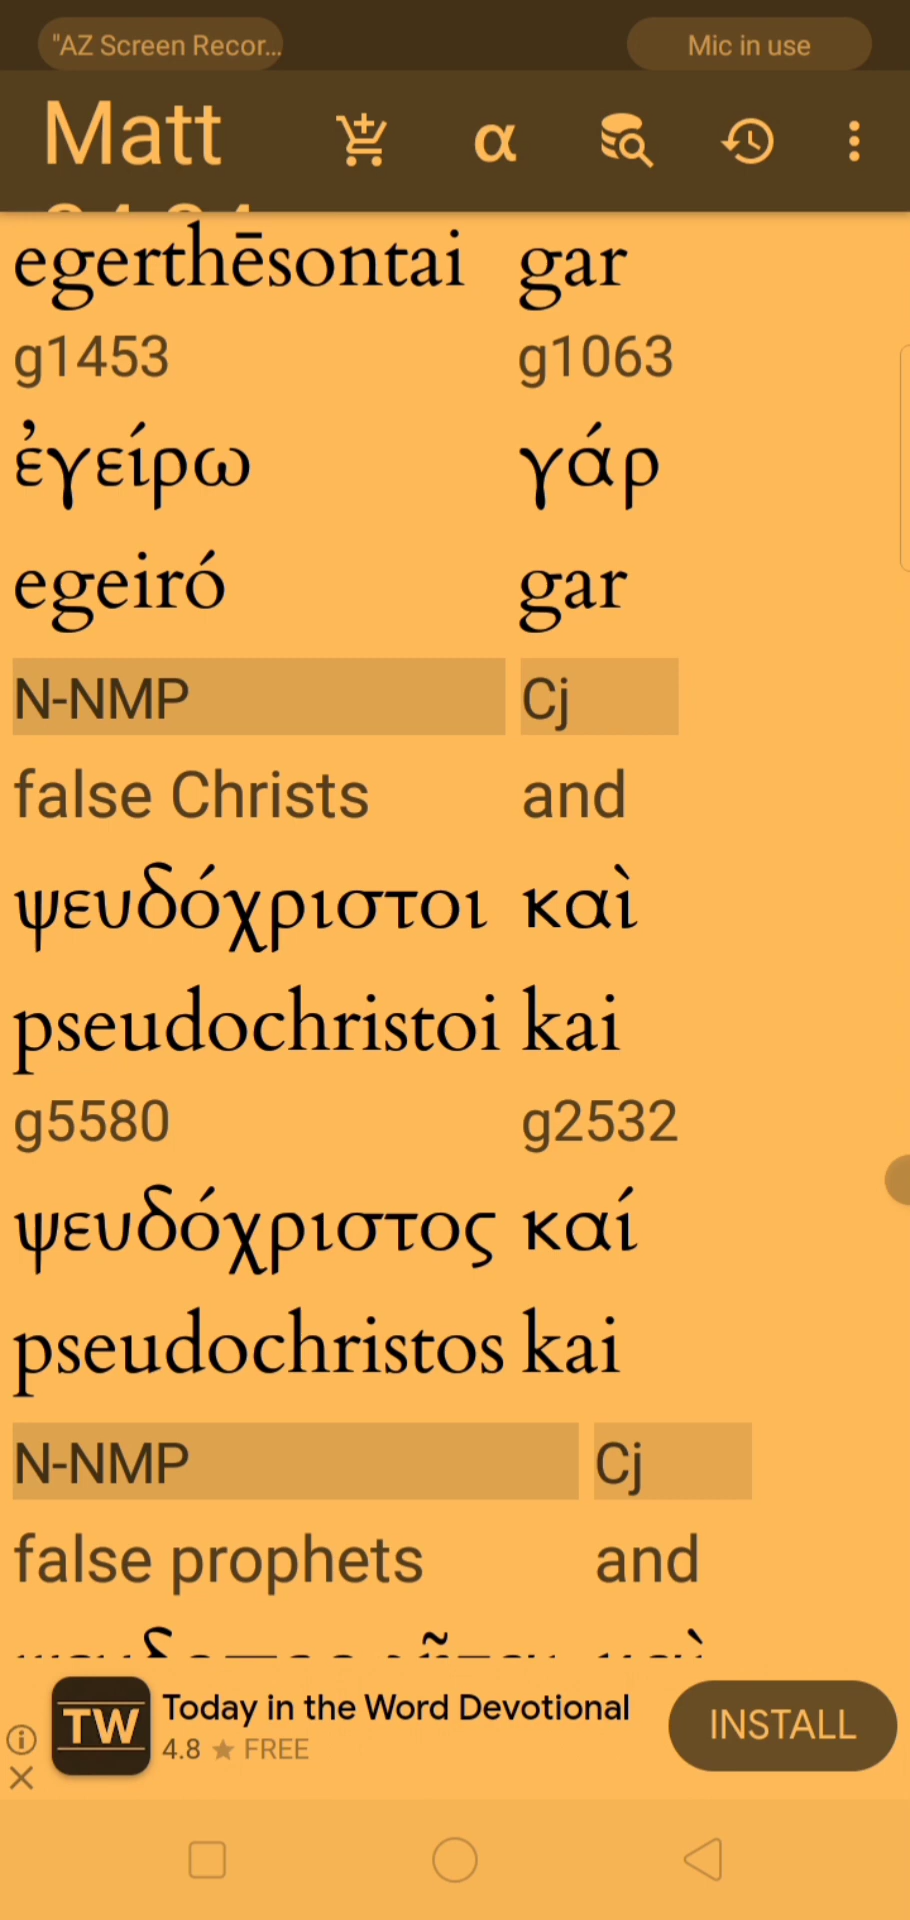 "AZ Screen Recor...
Mic in use
Matt
egerthēsontai gar
g1453 g1063
ἐγείρω γάρ
egeiró gar
N-NMP Cj
false Christs and
ψευδόχριστοι καὶ
pseudochristoi kai
g5580 g2532
ψευδόχριστος καί
pseudochristos kai
N-NMP Cj
false prophets and
TW
Today in the Word Devotional
4.8 ★ FREE
INSTALL